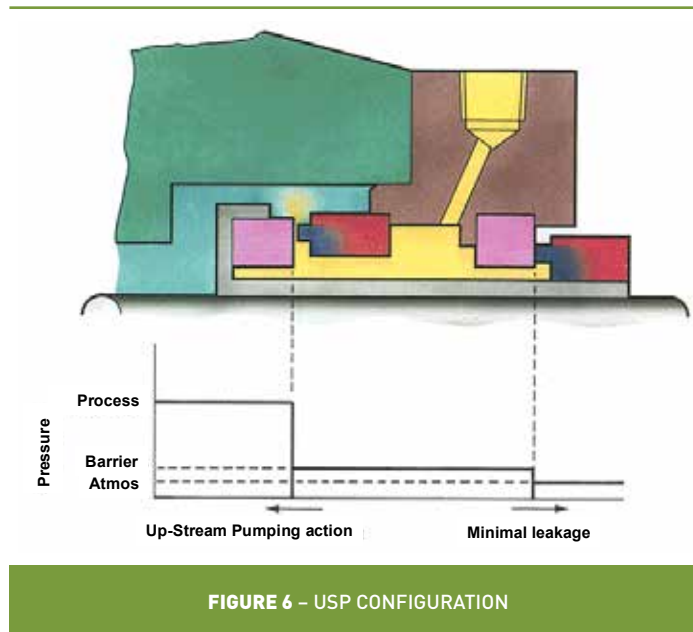 Process
Pressure
Barrier
Atmos
Up-Stream Pumping action
Minimal leakage
FIGURE 6 – USP CONFIGURATION